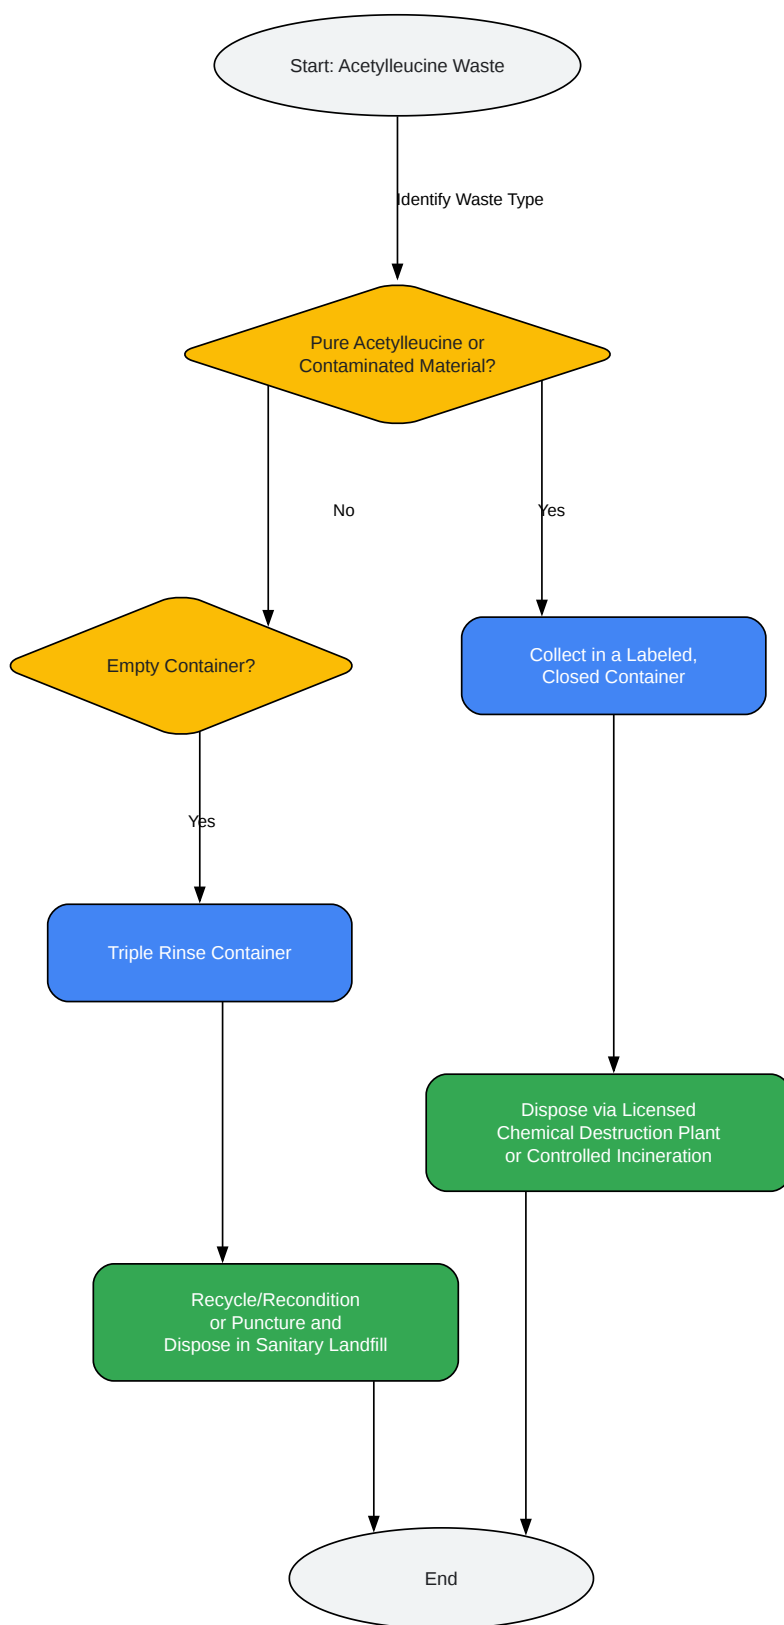 Start: Acetylleucine Waste
Identify Waste Type
Pure Acetylleucine or
Contaminated Material?
No
Yes
Empty Container?
Collect in a Labeled,
Closed Container
Yes
Triple Rinse Container
Dispose via Licensed
Chemical Destruction Plant
or Controlled Incineration
Recycle/Recondition
or Puncture and
Dispose in Sanitary Landfill
End